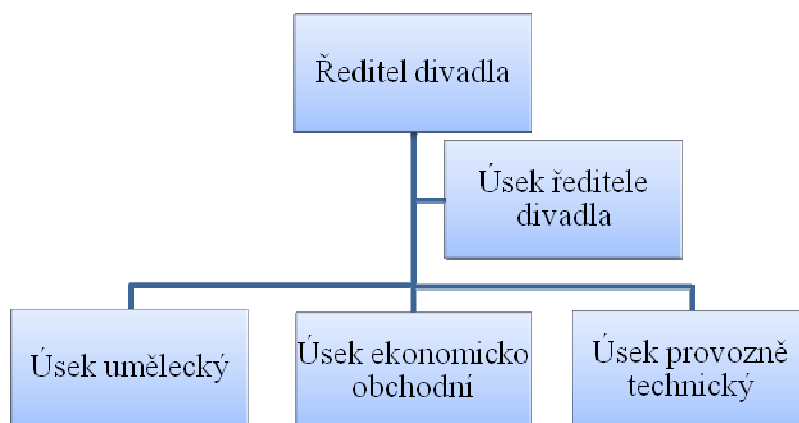 Ředitel divadla
Úsek ředitele
divadla
Úsek umělecký
Úsek ekonomicko
obchodní
Úsek provozně
technický